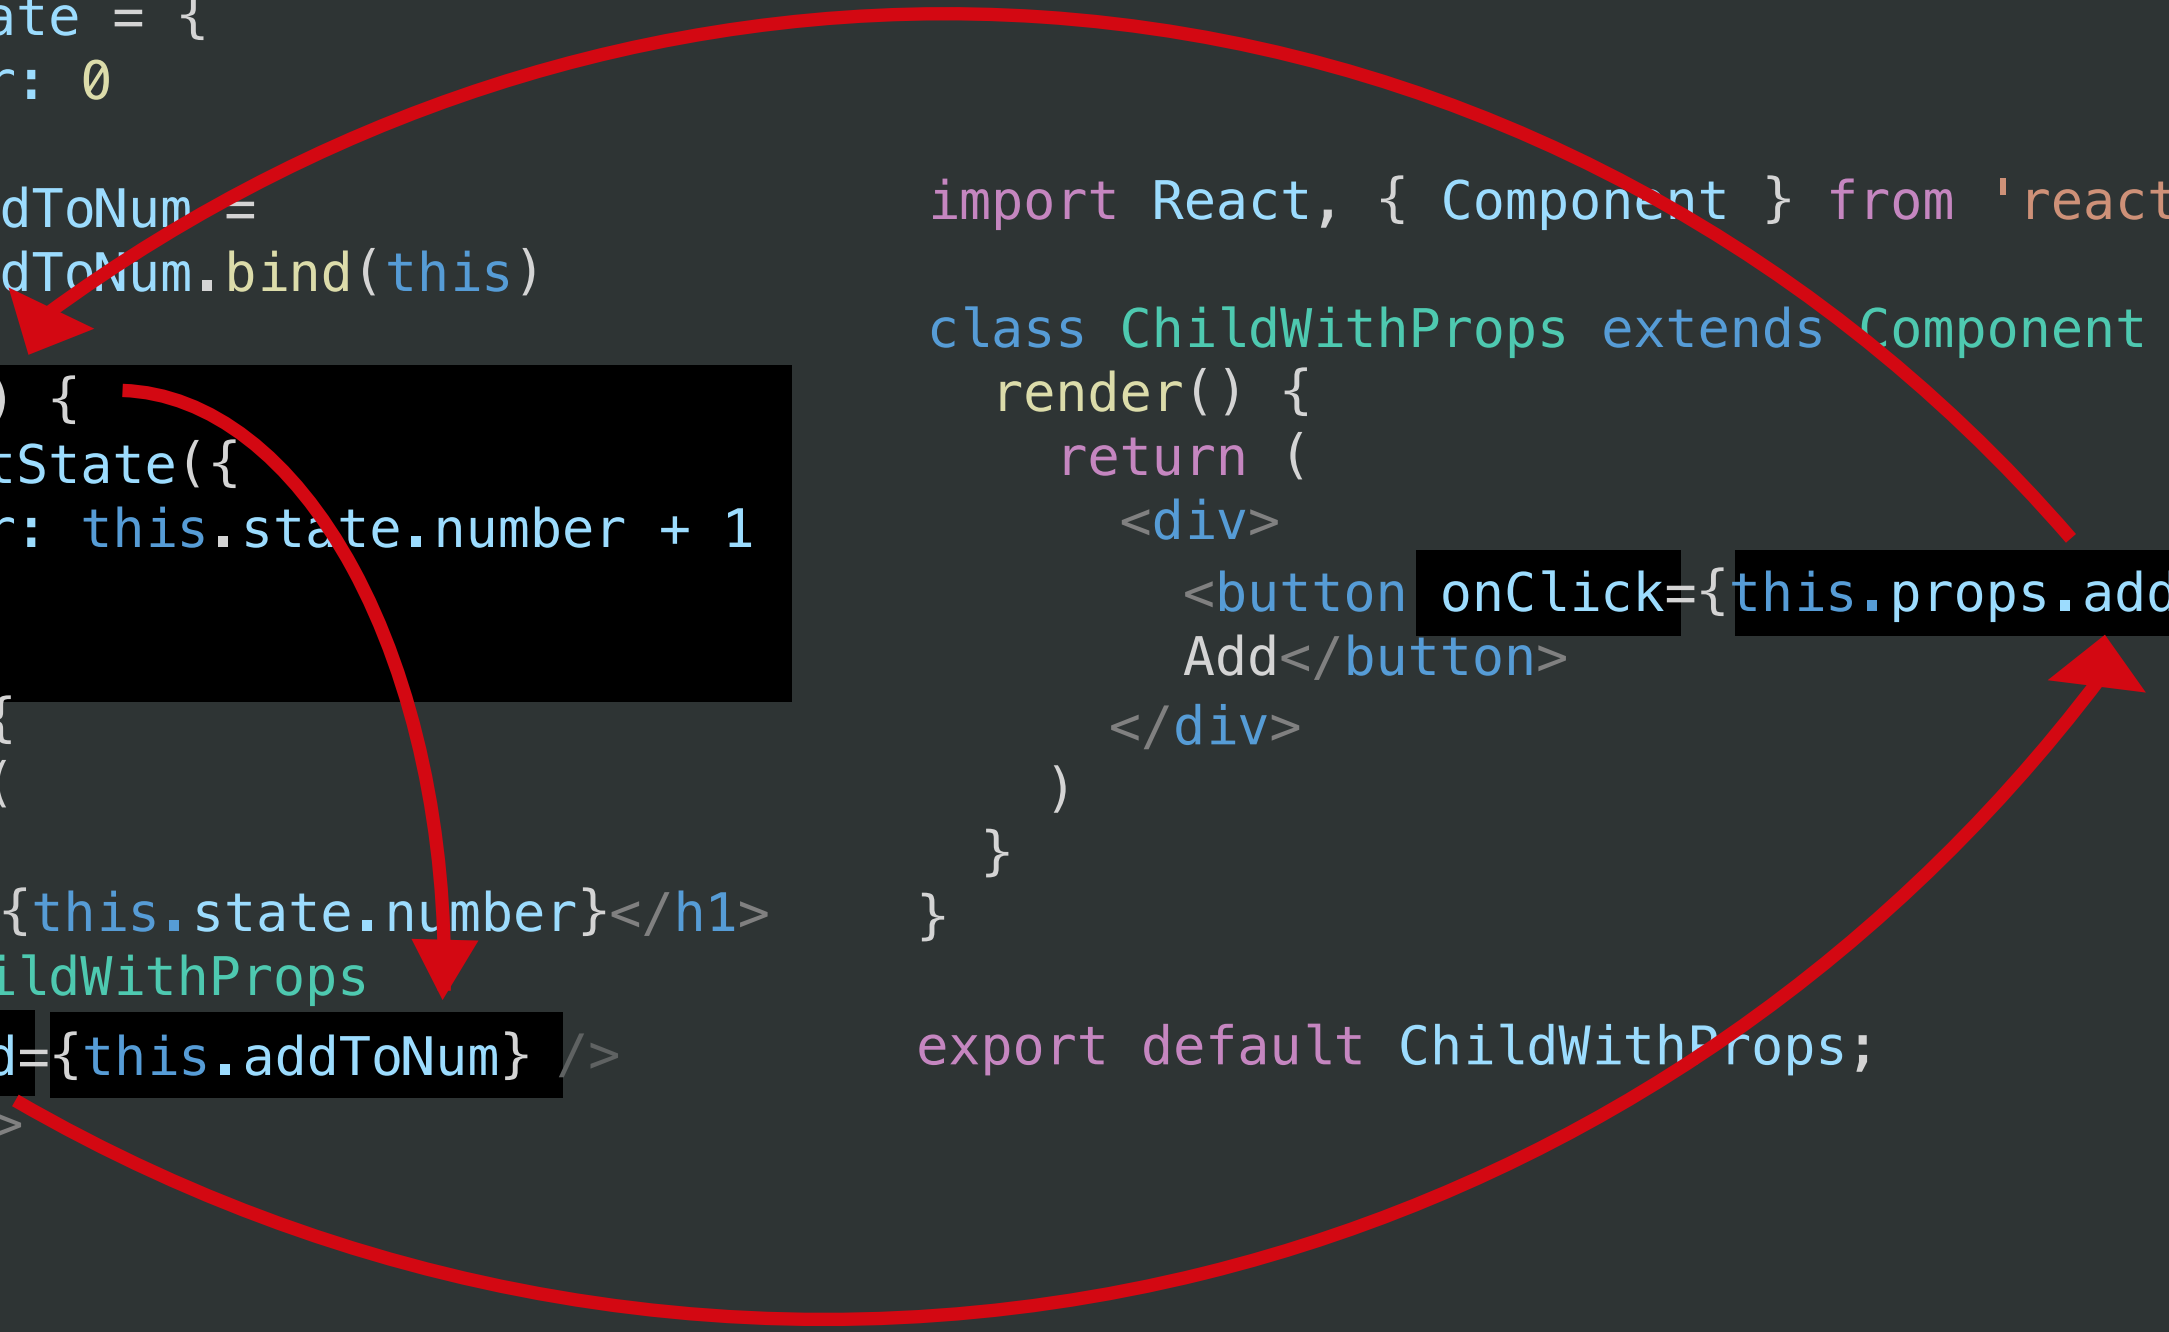 ate = {
r: 0
dToNum =
dToNum.bind(this)
) {
tState({
r: this.state.number + 1
{
(
{this.state.number}</h1>
ildWithProps
d={this.addToNum} />
>
import React, { Component } from 'react
class ChildWithProps extends Component
render() {
return (
<div>
<button onClick={this.props.add
Add</button>
</div>
)
}
}
export default ChildWithProps;